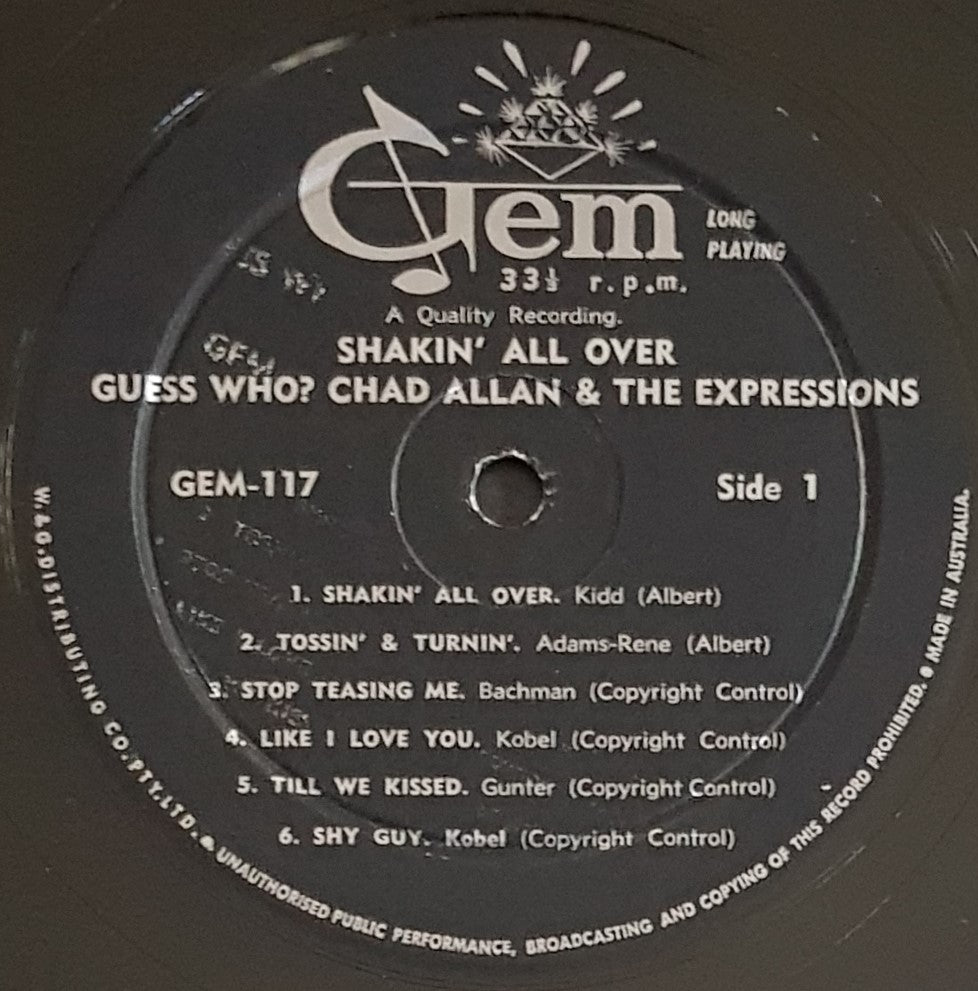 Gem
LONG
PLAYING
33⅓ r.p.m.
A Quality Recording.
SHAKIN' ALL OVER
GUESS WHO? CHAD ALLAN & THE EXPRESSIONS
GEM-117
Side 1
1. SHAKIN' ALL OVER. Kidd (Albert)
2. TOSSIN' & TURNIN'. Adams-Rene (Albert)
3. STOP TEASING ME. Bachman (Copyright Control)
4. LIKE I LOVE YOU. Kobel (Copyright Control)
5. TILL WE KISSED. Gunter (Copyright Control)
6. SHY GUY. Kobel (Copyright Control)
W.&G. DISTRIBUTING CO. PTY. LTD. ● UNAUTHORISED PUBLIC PERFORMANCE, BROADCASTING AND COPYING OF THIS RECORD PROHIBITED. ● MADE IN AUSTRALIA.